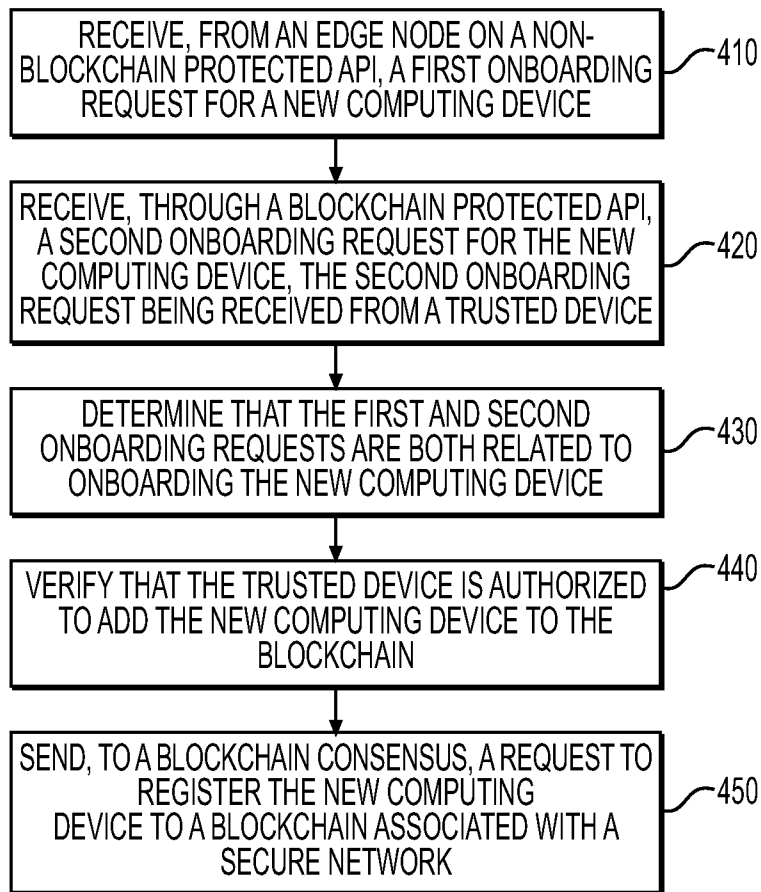 RECEIVE, FROM AN EDGE NODE ON A NON-
BLOCKCHAIN PROTECTED API, A FIRST ONBOARDING
REQUEST FOR A NEW COMPUTING DEVICE
410
RECEIVE, THROUGH A BLOCKCHAIN PROTECTED API,
A SECOND ONBOARDING REQUEST FOR THE NEW
COMPUTING DEVICE, THE SECOND ONBOARDING
REQUEST BEING RECEIVED FROM A TRUSTED DEVICE
420
DETERMINE THAT THE FIRST AND SECOND
ONBOARDING REQUESTS ARE BOTH RELATED TO
ONBOARDING THE NEW COMPUTING DEVICE
430
VERIFY THAT THE TRUSTED DEVICE IS AUTHORIZED
TO ADD THE NEW COMPUTING DEVICE TO THE
BLOCKCHAIN
440
SEND, TO A BLOCKCHAIN CONSENSUS, A REQUEST TO
REGISTER THE NEW COMPUTING
DEVICE TO A BLOCKCHAIN ASSOCIATED WITH A
SECURE NETWORK
450